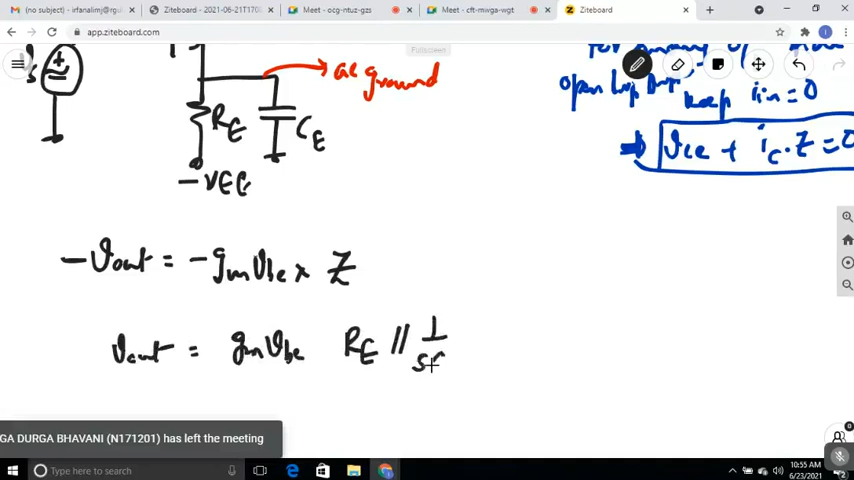 (no subject) - irfanalimj@rgu
Ziteboard - 2021-06-21T170
Meet - ocg-ntuz-gzs
Meet - cft-mwga-wgt
Ziteboard
app.ziteboard.com
Fullscreen
ac ground
RE
CE
-VEE
open loop
keep iin=0
vce + ic.Z=0
-vout = -gmvbe x Z
vout = gmvbe RE // 1
sC
GA DURGA BHAVANI (N171201) has left the meeting
Type here to search
10:55 AM
6/23/2021